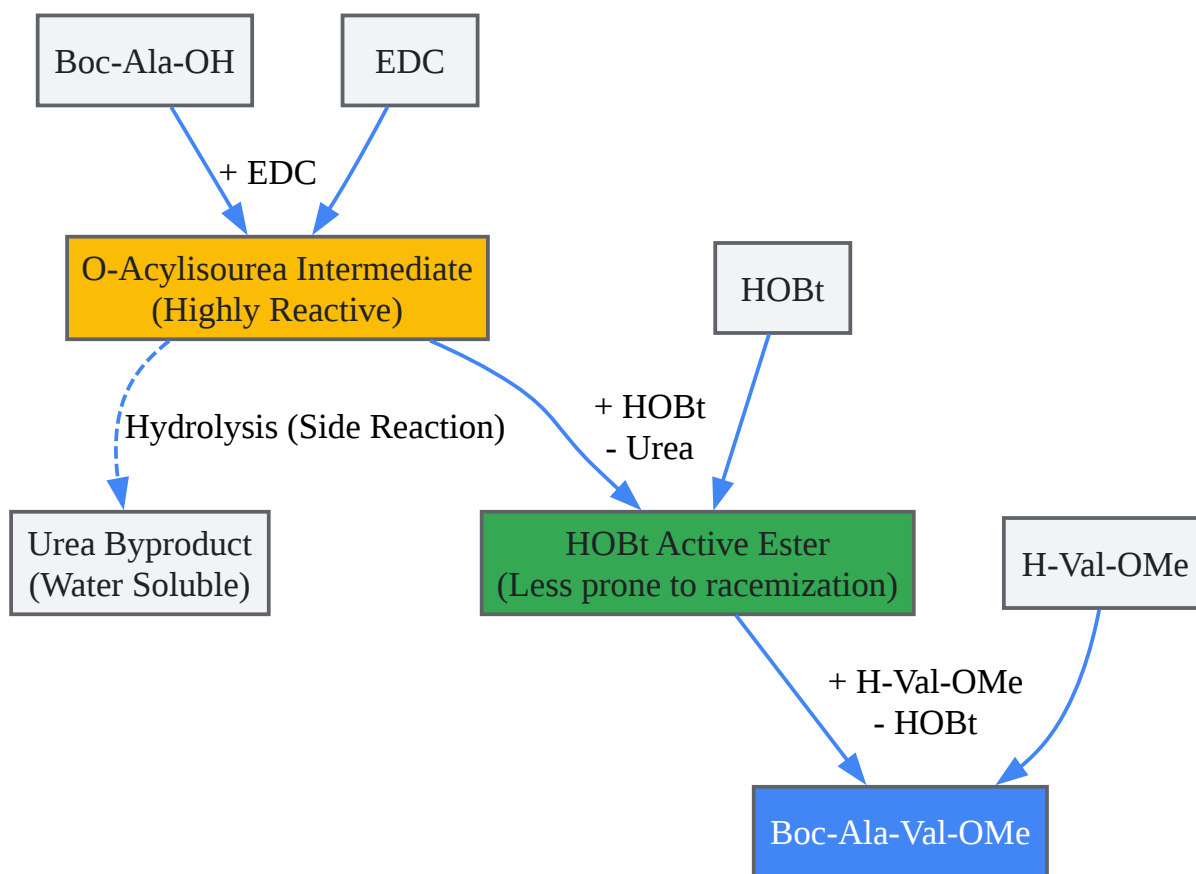 Boc-Ala-OH
EDC
+ EDC
O-Acylisourea Intermediate
(Highly Reactive)
HOBt
Hydrolysis (Side Reaction)
+ HOBt
- Urea
Urea Byproduct
(Water Soluble)
HOBt Active Ester
(Less prone to racemization)
H-Val-OMe
+ H-Val-OMe
- HOBt
Boc-Ala-Val-OMe